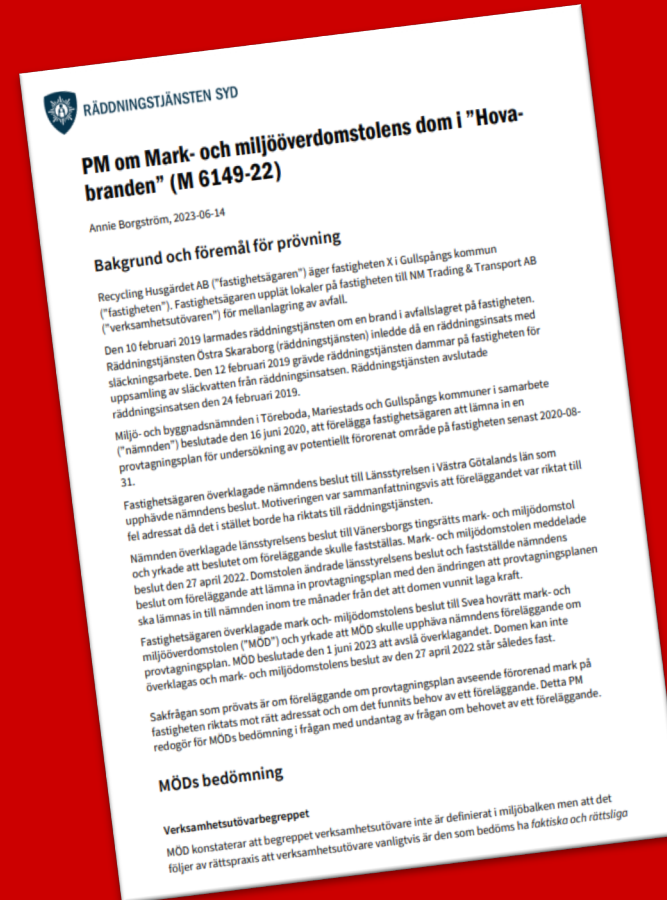 RÄDDNINGSTJÄNSTEN SYD
PM om Mark- och miljööverdomstolens dom i ”Hova-
branden” (M 6149-22)
Annie Borgström, 2023-06-14
Bakgrund och föremål för prövning
Recycling Husgärdet AB (”fastighetsägaren”) äger fastigheten X i Gullspångs kommun
(”fastigheten”). Fastighetsägaren upplät lokaler på fastigheten till NM Trading & Transport AB
(”verksamhetsutövaren”) för mellanlagring av avfall.
Den 10 februari 2019 larmades räddningstjänsten om en brand i avfallslagret på fastigheten.
Räddningstjänsten Östra Skaraborg (räddningstjänsten) inledde då en räddningsinsats med
släckningsarbete. Den 12 februari 2019 grävde räddningstjänsten dammar på fastigheten för
uppsamling av släckvatten från räddningsinsatsen. Räddningstjänsten avslutade
räddningsinsatsen den 24 februari 2019.
Miljö- och byggnadsnämnden i Töreboda, Mariestads och Gullspångs kommuner i samarbete
(”nämnden”) beslutade den 16 juni 2020, att förelägga fastighetsägaren att lämna in en
provtagningsplan för undersökning av potentiellt förorenat område på fastigheten senast 2020-08-
31.
Fastighetsägaren överklagade nämndens beslut till Länsstyrelsen i Västra Götalands län som
upphävde nämndens beslut. Motiveringen var sammanfattningsvis att föreläggandet var riktat till
fel adressat då det i stället borde ha riktats till räddningstjänsten.
Nämnden överklagade länsstyrelsens beslut till Vänersborgs tingsrätts mark- och miljödomstol
och yrkade att beslutet om föreläggande skulle fastställas. Mark- och miljödomstolen meddelade
beslut den 27 april 2022. Domstolen ändrade länsstyrelsens beslut och fastställde nämndens
beslut om föreläggande att lämna in provtagningsplan med den ändringen att provtagningsplanen
ska lämnas in till nämnden inom tre månader från det att domen vunnit laga kraft.
Fastighetsägaren överklagade mark och- miljödomstolens beslut till Svea hovrätt mark- och
miljööverdomstolen (”MÖD”) och yrkade att MÖD skulle upphäva nämndens föreläggande om
provtagningsplan. MÖD beslutade den 1 juni 2023 att avslå överklagandet. Domen kan inte
överklagas och mark- och miljödomstolens beslut av den 27 april 2022 står således fast.
Sakfrågan som prövats är om föreläggande om provtagningsplan avseende förorenad mark på
fastigheten riktats mot rätt adressat och om det funnits behov av ett föreläggande. Detta PM
redogör för MÖDs bedömning i frågan med undantag av frågan om behovet av ett föreläggande.
MÖDs bedömning
Verksamhetsutövarbegreppet
MÖD konstaterar att begreppet verksamhetsutövare inte är definierat i miljöbalken men att det
följer av rättspraxis att verksamhetsutövare vanligtvis är den som bedöms ha faktiska och rättsliga